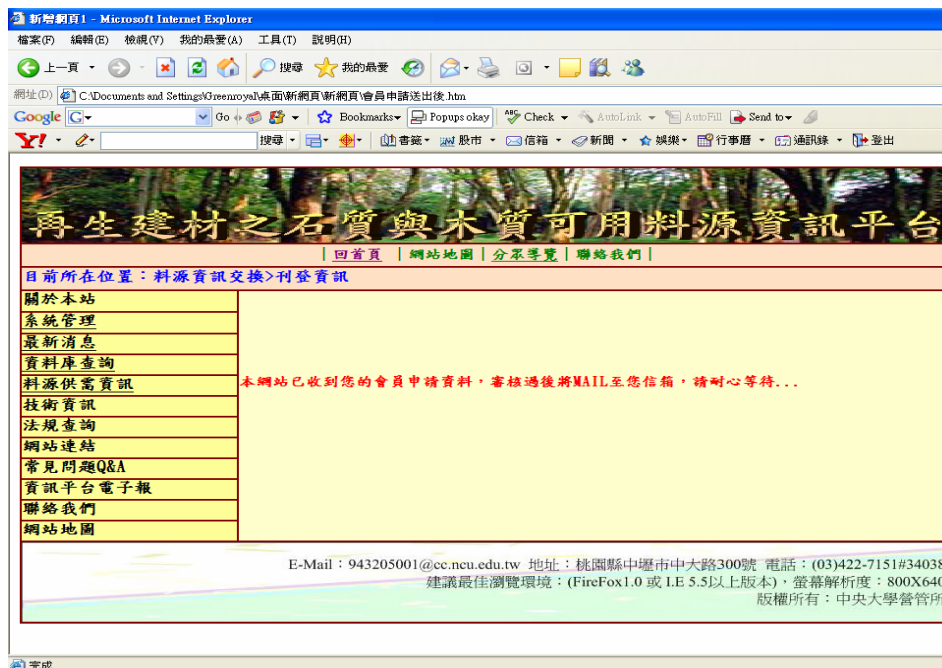 新增網頁1 - Microsoft Internet Explorer
檔案(F) 編輯(E) 檢視(V) 我的最愛(A) 工具(T) 說明(H)
上一頁 搜尋 我的最愛
網址(D) C:\Documents and Settings\Greenroyal\桌面\新網頁\新網頁\會員申請送出後.htm
Google G Go Bookmarks Popups okay Check AutoLink AutoFill Send to
Y! 搜尋 書籤 股市 信箱 新聞 娛樂 行事曆 通訊錄 登出
再生建材之石質與木質可用料源資訊平台
| 回首頁 | 網站地圖 | 分眾導覽 | 聯絡我們 |
目前所在位置：料源資訊交換>刊登資訊
關於本站
系統管理
最新消息
資料庫查詢
料源供需資訊
技術資訊
法規查詢
網站連結
常見問題Q&A
資訊平台電子報
聯絡我們
網站地圖
本網站已收到您的會員申請資料，審核過後將MAIL至您信箱，請耐心等待...
E-Mail：943205001@cc.ncu.edu.tw 地址：桃園縣中壢市中大路300號 電話：(03)422-7151#34038
建議最佳瀏覽環境：(FireFox1.0 或 I.E 5.5以上版本)，螢幕解析度：800X640
版權所有：中央大學營管所
完成